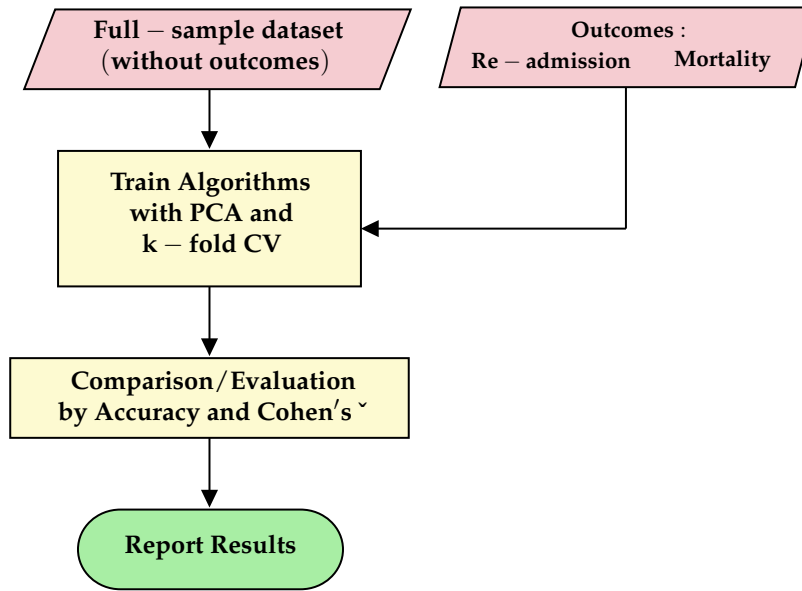 Full − sample dataset
(without outcomes)
Outcomes :
Re − admission Mortality
Train Algorithms
with PCA and
k − fold CV
Comparison/Evaluation
by Accuracy and Cohen′s ˇ
Report Results